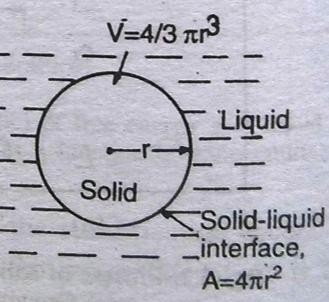 V=4/3 πr³
Liquid
r
Solid
Solid-liquid
interface,
A=4πr²